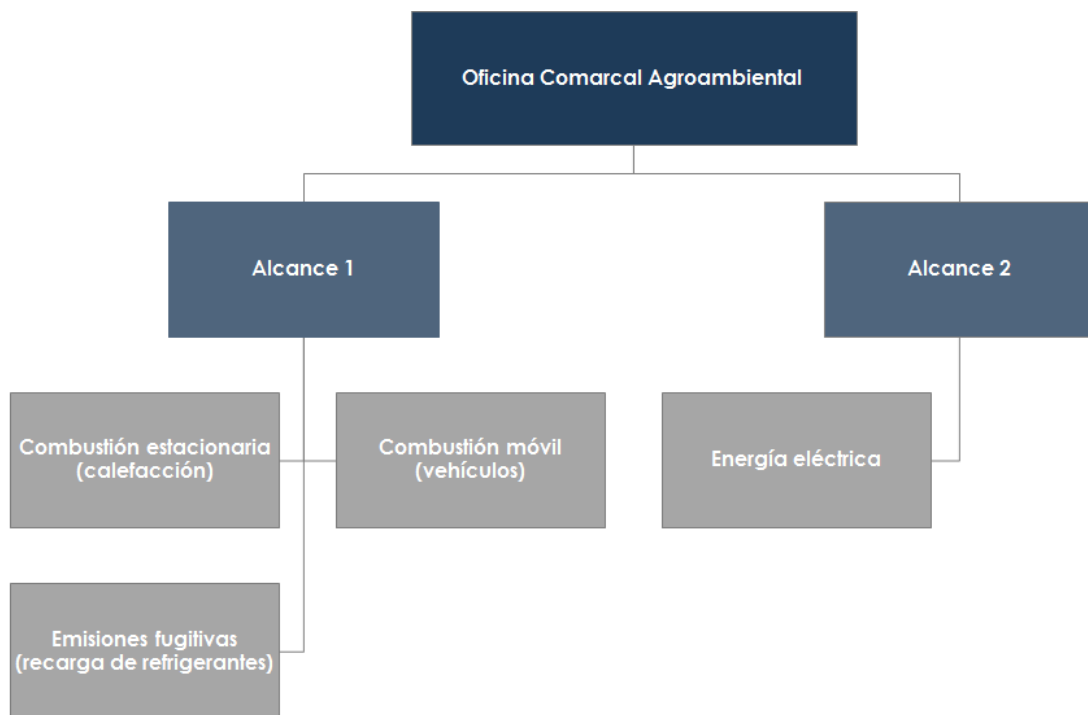 Oficina Comarcal Agroambiental
Alcance 1
Alcance 2
Combustión estacionaria
(calefacción)
Combustión móvil
(vehículos)
Energía eléctrica
Emisiones fugitivas
(recarga de refrigerantes)